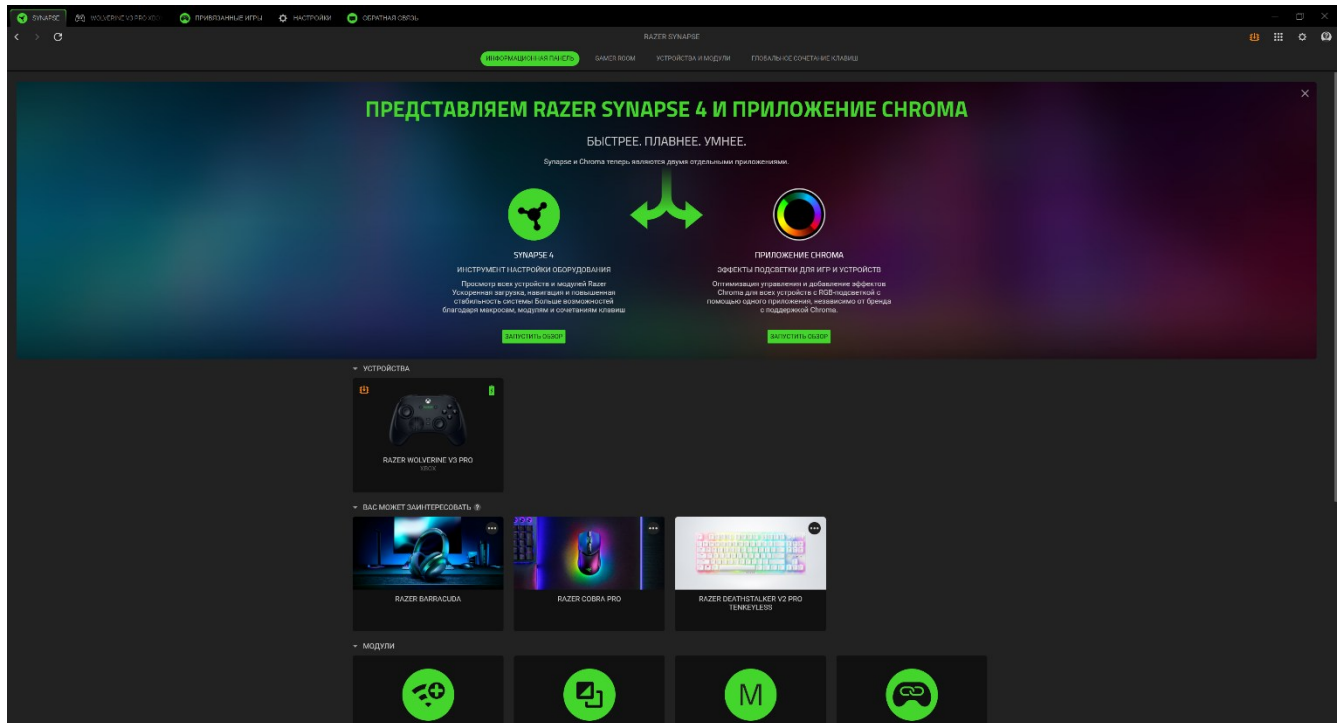 SYNAPSE
WOLVERINE V3 PRO XBO
ПРИВЯЗАННЫЕ ИГРЫ
НАСТРОЙКИ
ОБРАТНАЯ СВЯЗЬ
RAZER SYNAPSE
ИНФОРМАЦИОННАЯ ПАНЕЛЬ
GAMER ROOM
УСТРОЙСТВА И МОДУЛИ
ГЛОБАЛЬНОЕ СОЧЕТАНИЕ КЛАВИШ
ПРЕДСТАВЛЯЕМ RAZER SYNAPSE 4 И ПРИЛОЖЕНИЕ CHROMA
БЫСТРЕЕ. ПЛАВНЕЕ. УМНЕЕ.
Synapse и Chroma теперь являются двумя отдельными приложениями.
SYNAPSE 4
ИНСТРУМЕНТ НАСТРОЙКИ ОБОРУДОВАНИЯ
Просмотр всех устройств и модулей Razer
Ускоренная загрузка, навигация и повышенная
стабильность системы Больше возможностей
благодаря макросам, модулям и сочетаниям клавиш
ЗАПУСТИТЬ ОБЗОР
ПРИЛОЖЕНИЕ CHROMA
ЭФФЕКТЫ ПОДСВЕТКИ ДЛЯ ИГР И УСТРОЙСТВ
Оптимизация управления и добавление эффектов
Chroma для всех устройств с RGB-подсветкой с
помощью одного приложения, независимо от бренда
с поддержкой Chroma.
ЗАПУСТИТЬ ОБЗОР
УСТРОЙСТВА
RAZER WOLVERINE V3 PRO
XBOX
ВАС МОЖЕТ ЗАИНТЕРЕСОВАТЬ ?
RAZER BARRACUDA
RAZER COBRA PRO
RAZER DEATHSTALKER V2 PRO
TENKEYLESS
МОДУЛИ
M